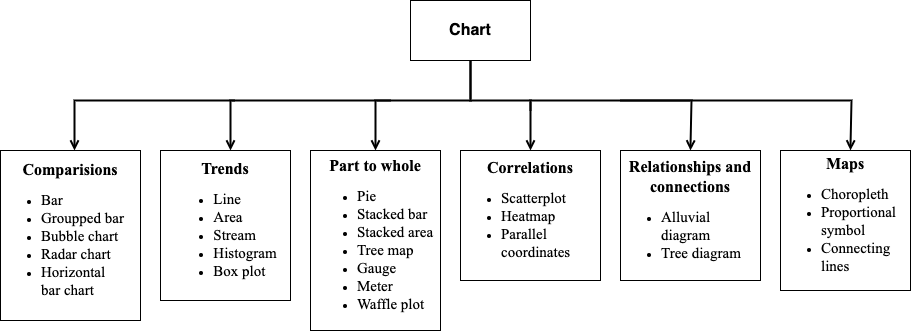 Chart
Comparisions
• Bar
• Groupped bar
• Bubble chart
• Radar chart
• Horizontal
bar chart
Trends
• Line
• Area
• Stream
• Histogram
• Box plot
Part to whole
• Pie
• Stacked bar
• Stacked area
• Tree map
• Gauge
• Meter
• Waffle plot
Correlations
• Scatterplot
• Heatmap
• Parallel
coordinates
Relationships and
connections
• Alluvial
diagram
• Tree diagram
Maps
• Choropleth
• Proportional
symbol
• Connecting
lines